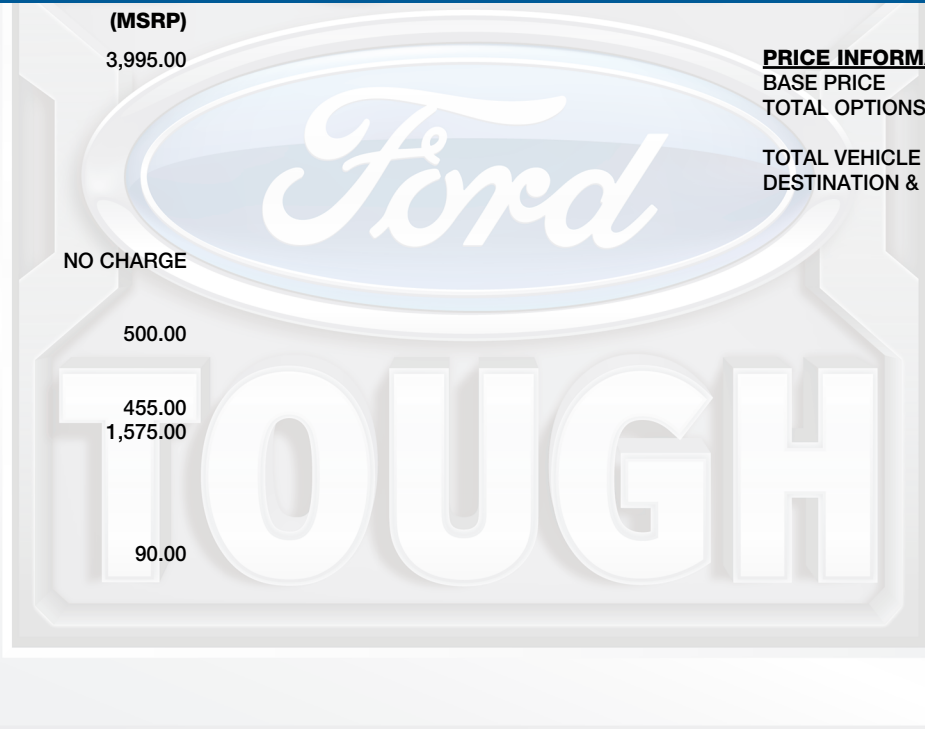 (MSRP)
3,995.00
PRICE INFORM
BASE PRICE
TOTAL OPTIONS
TOTAL VEHICLE
DESTINATION &
NO CHARGE
500.00
455.00
1,575.00
90.00
Ford
TOUGH